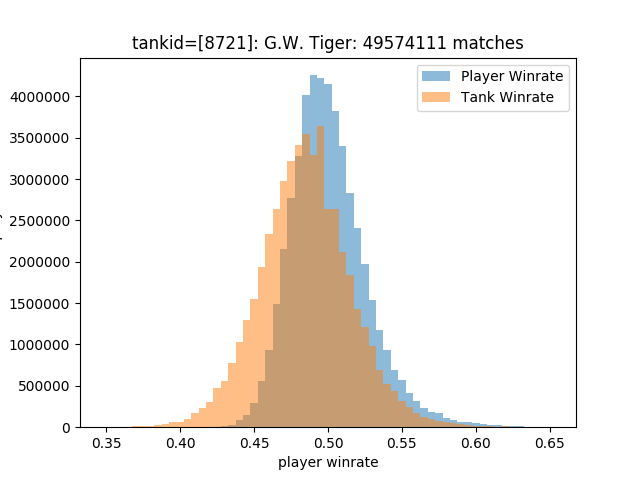 tankid=[8721]: G.W. Tiger: 49574111 matches
Player Winrate
Tank Winrate
4000000
3500000
3000000
2500000
2000000
1500000
1000000
500000
0
0.35 0.40 0.45 0.50 0.55 0.60 0.65
player winrate